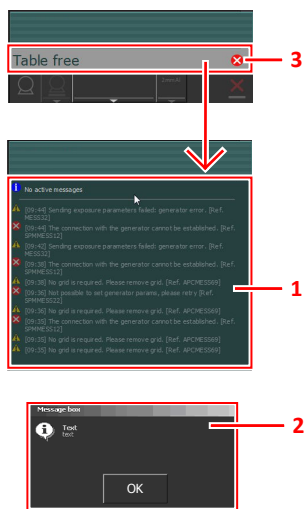 Table free
3
2mmAl
No active messages
[09:44] Sending exposure parameters failed: generator error. [Ref.
MESS32]
[09:44] The connection with the generator cannot be established. [Ref.
SPMMESS12]
[09:42] Sending exposure parameters failed: generator error. [Ref.
MESS32]
[09:38] The connection with the generator cannot be established. [Ref.
SPMMESS12]
[09:38] No grid is required. Please remove grid. [Ref. APCMESS69]
[09:36] Not possible to set generator params, please retry [Ref.
SPMMESS22]
[09:36] No grid is required. Please remove grid. [Ref. APCMESS69]
[09:35] The connection with the generator cannot be established. [Ref.
SPMMESS12]
[09:35] No grid is required. Please remove grid. [Ref. APCMESS69]
[09:35] No grid is required. Please remove grid. [Ref. APCMESS69]
1
Message box
Text
text
OK
2